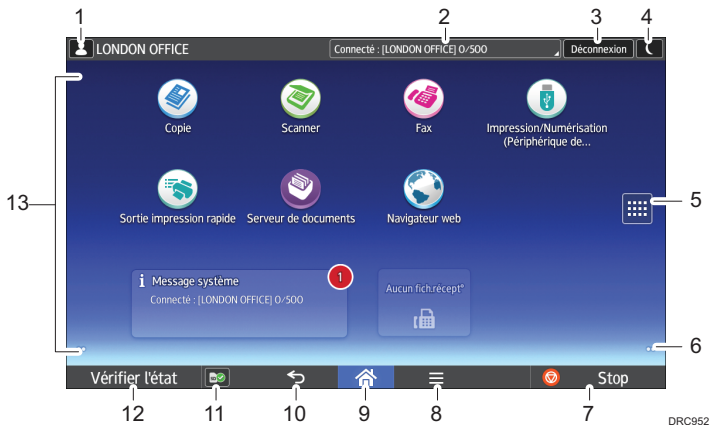 1
2
3
4
LONDON OFFICE
Connecté : [LONDON OFFICE] 0/500
Déconnexion
Copie
Scanner
Fax
Impression/Numérisation
(Périphérique de...
13
5
Sortie impression rapide
Serveur de documents
Navigateur web
i Message système
1
Connecté : [LONDON OFFICE] 0/500
Aucun fich.récept°
6
Vérifier l'état
Stop
12
11
10
9
8
7
DRC952